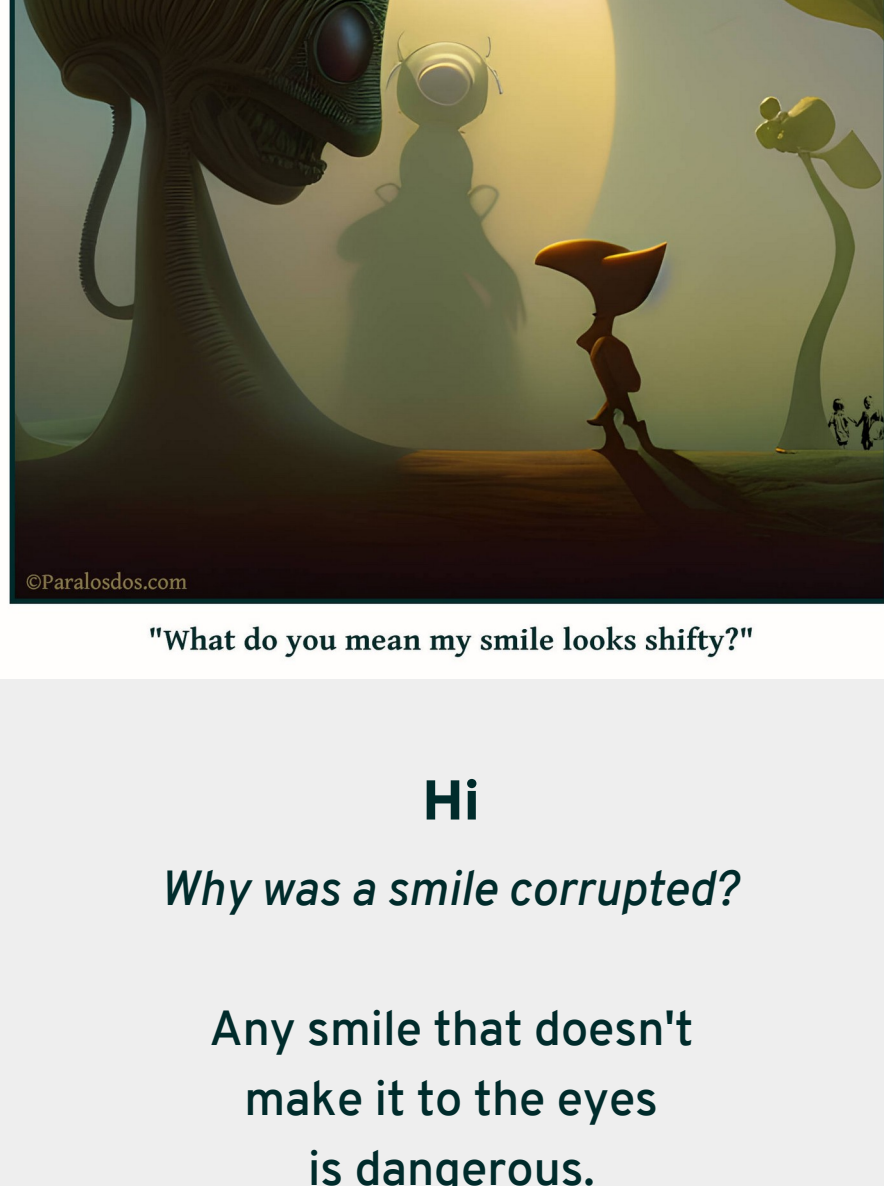 ©Paralosdos.com
"What do you mean my smile looks shifty?"
Hi
Why was a smile corrupted?
Any smile that doesn't
make it to the eyes
is dangerous.